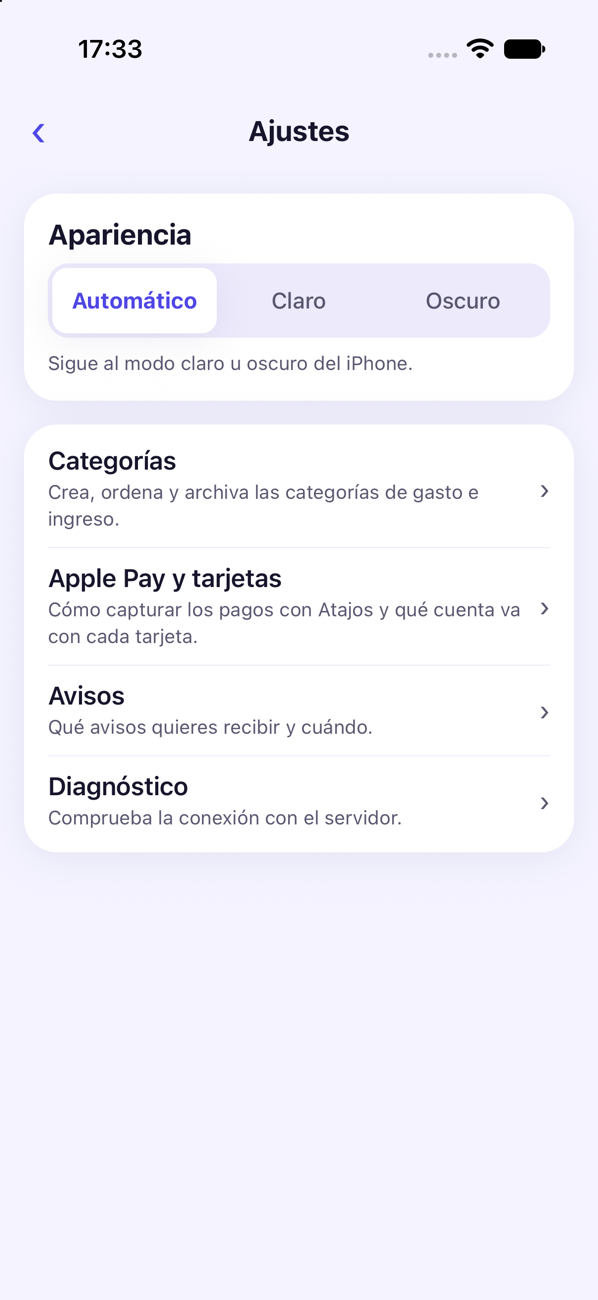 17:33
Ajustes
Apariencia
Automático Claro Oscuro
Sigue al modo claro u oscuro del iPhone.
Categorías
Crea, ordena y archiva las categorías de gasto e
ingreso.
Apple Pay y tarjetas
Cómo capturar los pagos con Atajos y qué cuenta va
con cada tarjeta.
Avisos
Qué avisos quieres recibir y cuándo.
Diagnóstico
Comprueba la conexión con el servidor.